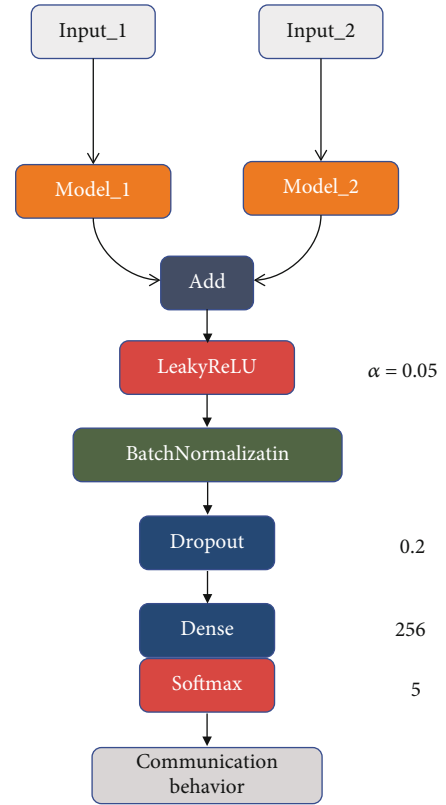 Input_1
Input_2
Model_1
Model_2
Add
LeakyReLU
α = 0.05
BatchNormalizatin
Dropout
0.2
Dense
256
Softmax
5
Communication
behavior